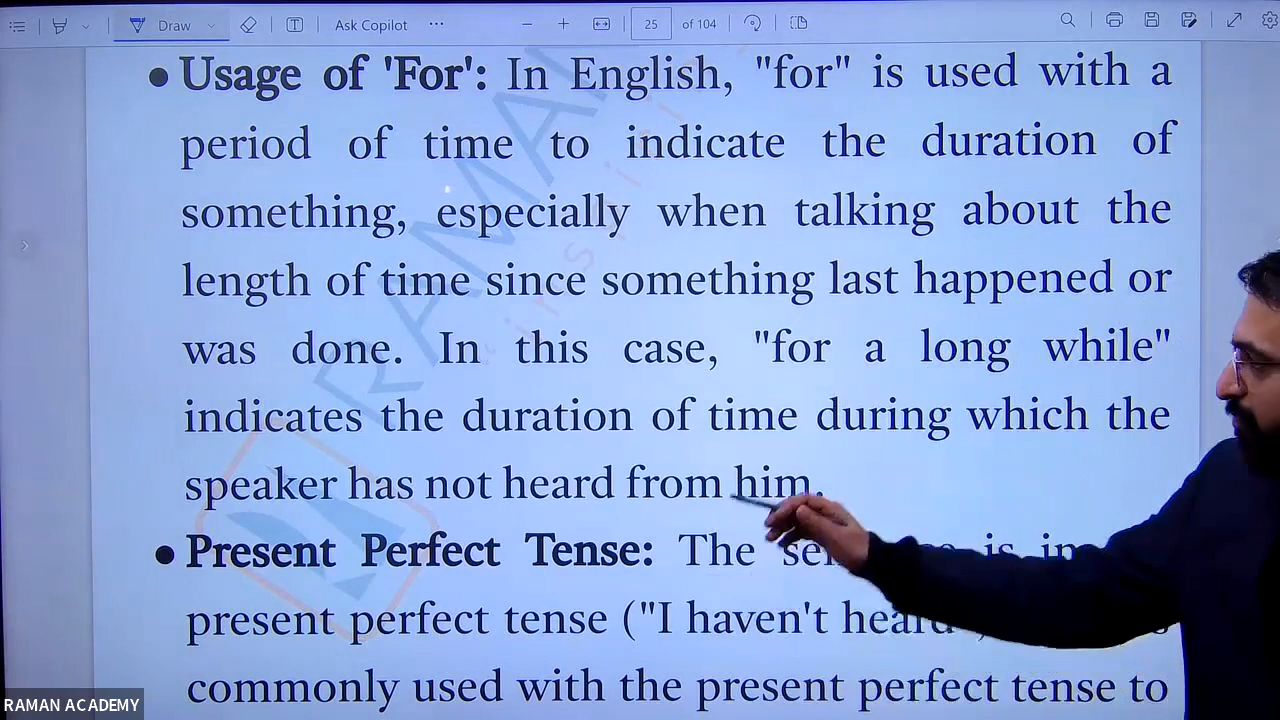 Draw
Ask Copilot
25
of 104
● Usage of 'For': In English, "for" is used with a
period of time to indicate the duration of
something, especially when talking about the
length of time since something last happened or
was done. In this case, "for a long while"
indicates the duration of time during which the
speaker has not heard from him.
● Present Perfect Tense: The is
present perfect tense ("I haven't heard
commonly used with the present perfect tense to
RAMAN
RAMAN ACADEMY